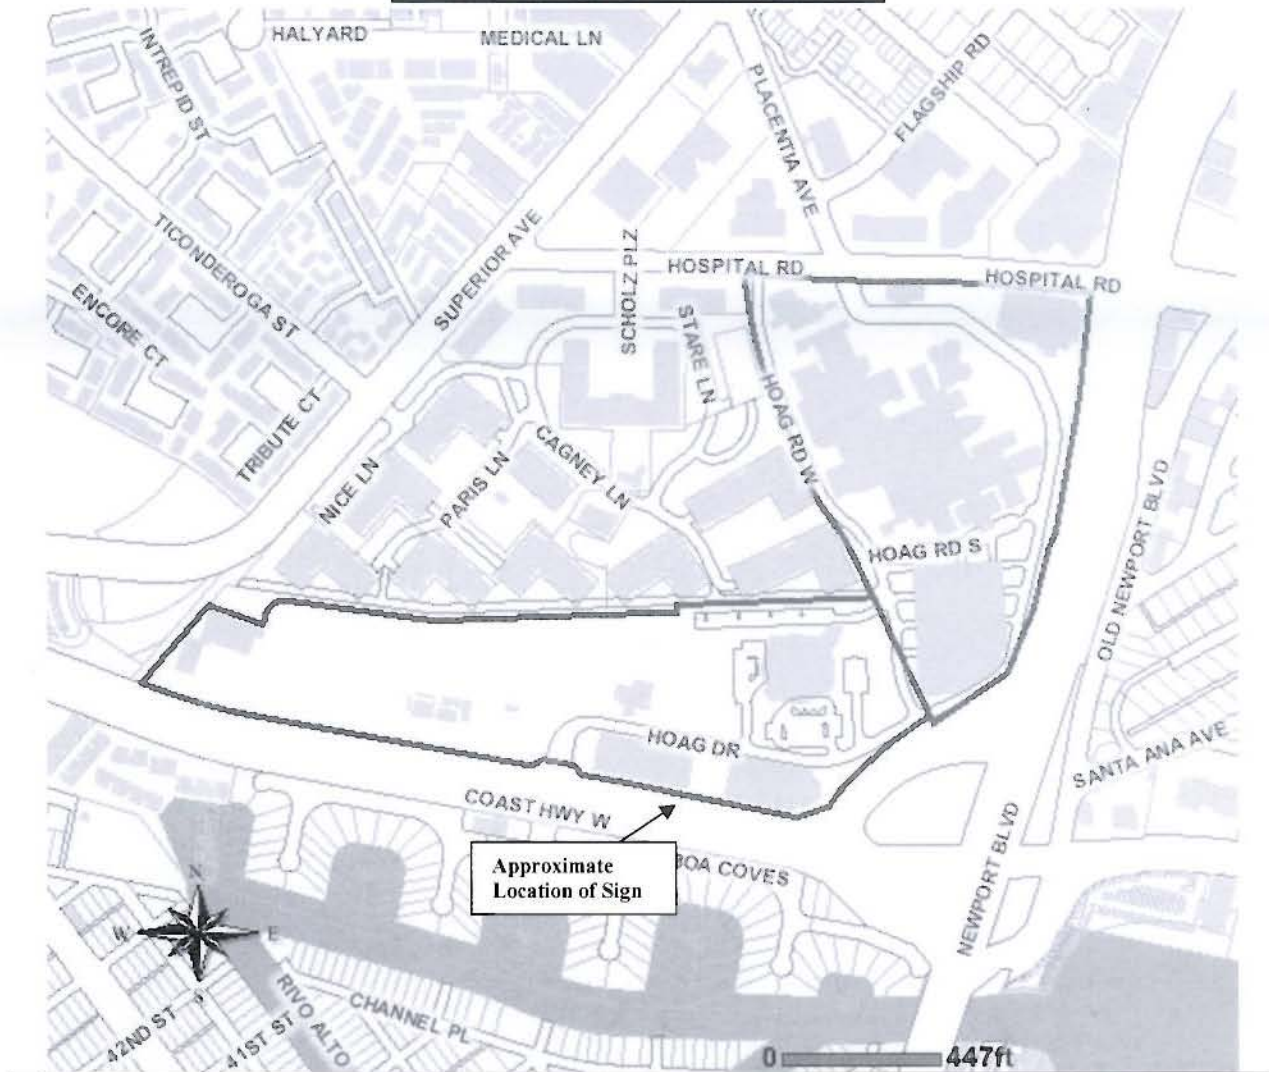 HALYARD
MEDICAL LN
INTREPID ST
PLACENTIA AVE
FLAGSHIP RD
TICONDEROGA ST
SUPERIOR AVE
SCHOLZ PLZ
HOSPITAL RD
HOSPITAL RD
ENCORE CT
STARE LN
TRIBUTE CT
HOAG RD W
NICE LN
PARIS LN
CAGNEY LN
HOAG RD S
OLD NEWPORT BLVD
HOAG DR
SANTA ANA AVE
COAST HWY W
Approximate
Location of Sign
BOA COVES
NEWPORT BLVD
N
W
E
S
RIVO ALTO
CHANNEL PL
42ND ST
41ST ST
0
447ft